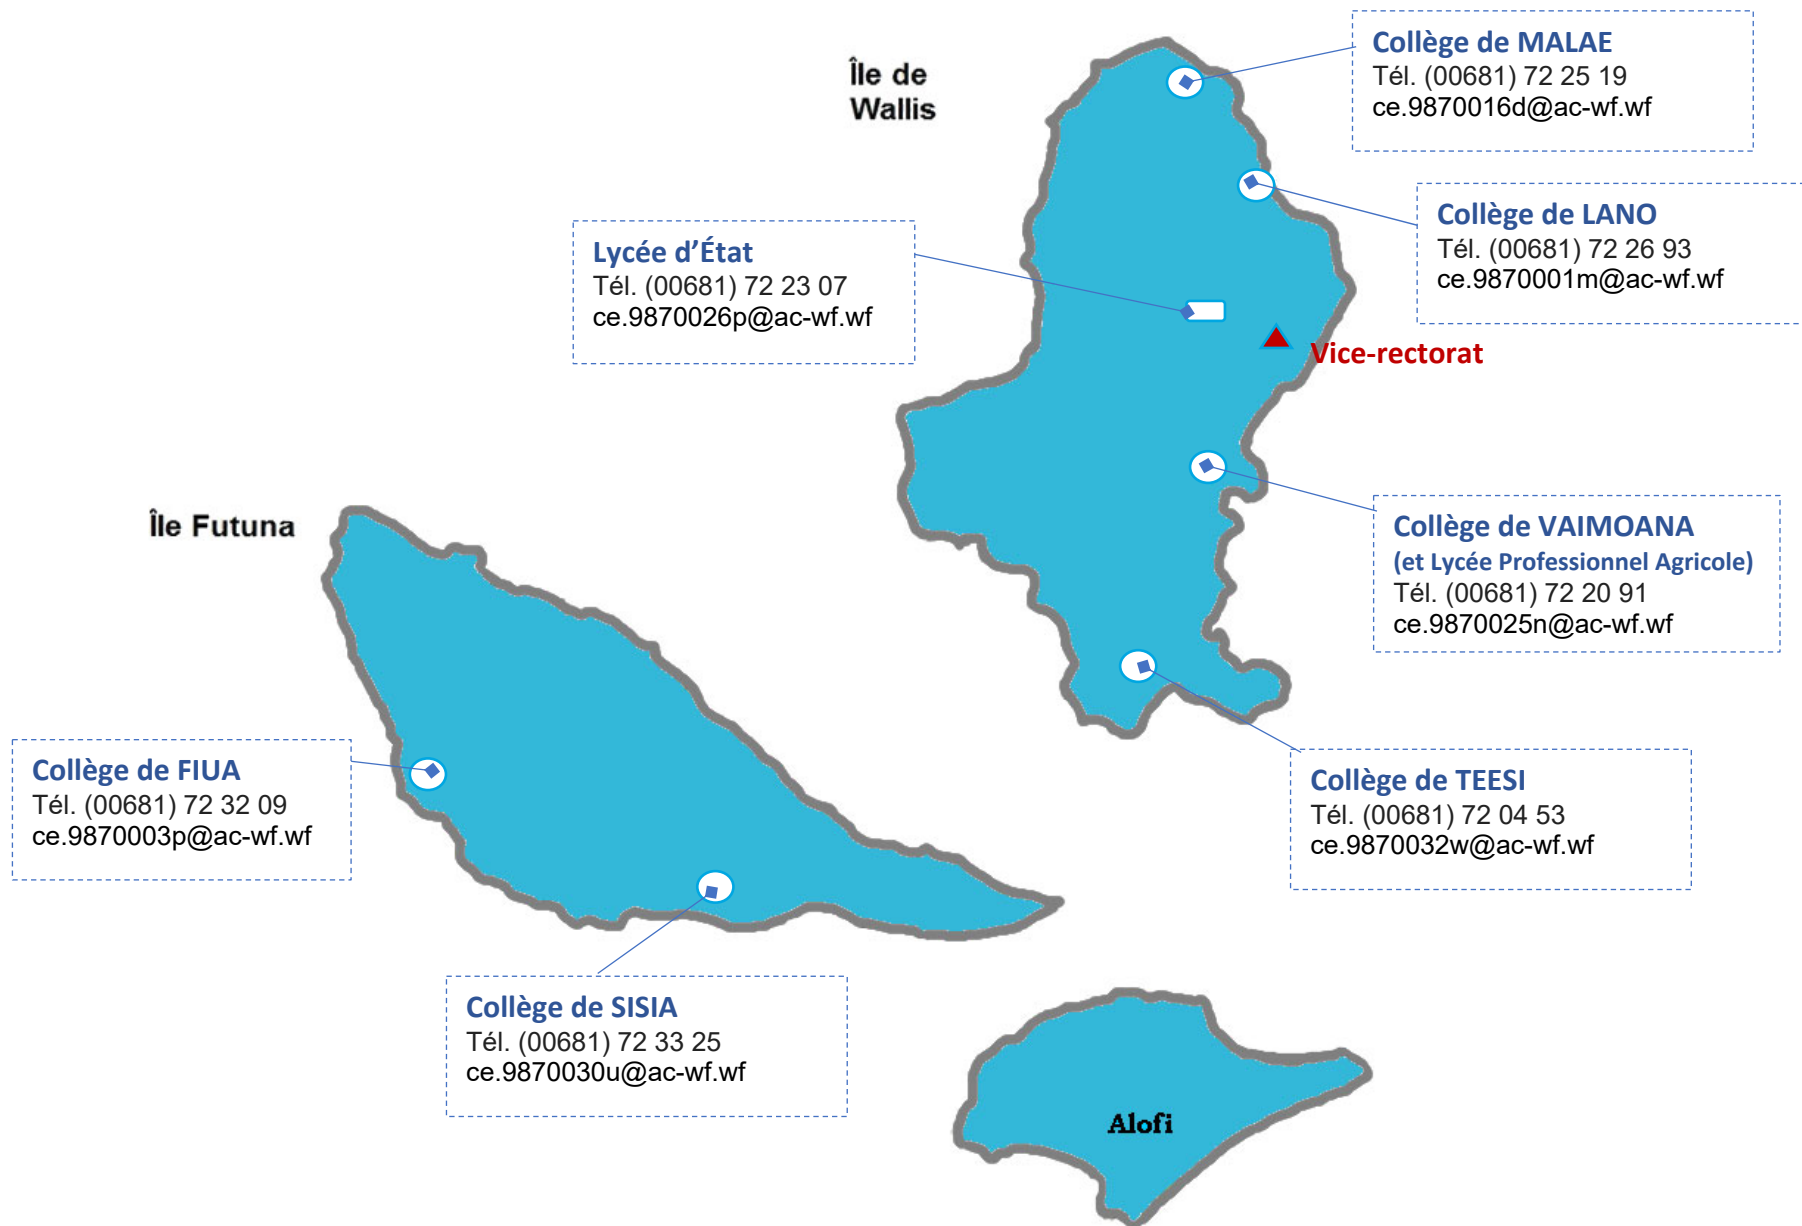 Île de
Wallis
Collège de MALAE
Tél. (00681) 72 25 19
ce.9870016d@ac-wf.wf
Collège de LANO
Tél. (00681) 72 26 93
ce.9870001m@ac-wf.wf
Lycée d’État
Tél. (00681) 72 23 07
ce.9870026p@ac-wf.wf
Vice-rectorat
Île Futuna
Collège de VAIMOANA
(et Lycée Professionnel Agricole)
Tél. (00681) 72 20 91
ce.9870025n@ac-wf.wf
Collège de FIUA
Tél. (00681) 72 32 09
ce.9870003p@ac-wf.wf
Collège de TEESI
Tél. (00681) 72 04 53
ce.9870032w@ac-wf.wf
Collège de SISIA
Tél. (00681) 72 33 25
ce.9870030u@ac-wf.wf
Alofi